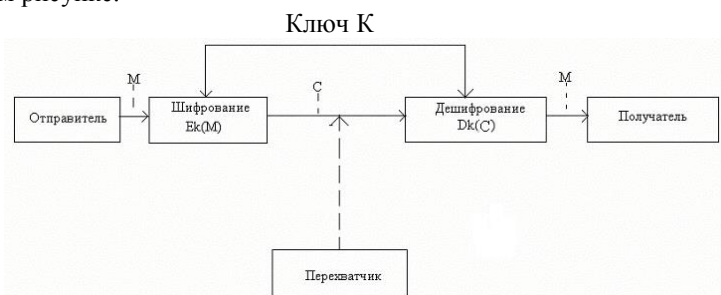 м рисунке.
Ключ К
М
С
М
Отправитель
Шифрование
Ek(M)
Дешифрование
Dk(C)
Получатель
Перехватчик